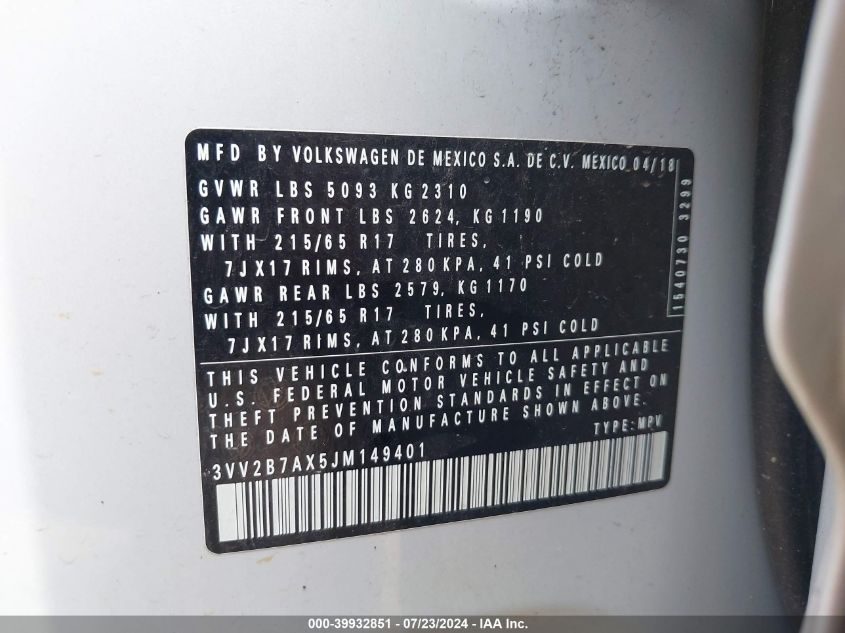 MFD BY VOLKSWAGEN DE MEXICO S.A. DE C.V. MEXICO 04/18
GVWR LBS 5093 KG 2310
GAWR FRONT LBS 2624, KG 1190
WITH 215/65 R17 TIRES,
7JX17 RIMS, AT 280 KPA, 41 PSI COLD
GAWR REAR LBS 2579, KG 1170
WITH 215/65 R17 TIRES,
7JX17 RIMS, AT 280 KPA, 41 PSI COLD
1540730 3299
THIS VEHICLE CONFORMS TO ALL APPLICABLE
U.S. FEDERAL MOTOR VEHICLE SAFETY AND
THEFT PREVENTION STANDARDS IN EFFECT ON
THE DATE OF MANUFACTURE SHOWN ABOVE.
TYPE: MPV
3VV2B7AX5JM149401
000-39932851 - 07/23/2024 - IAA Inc.